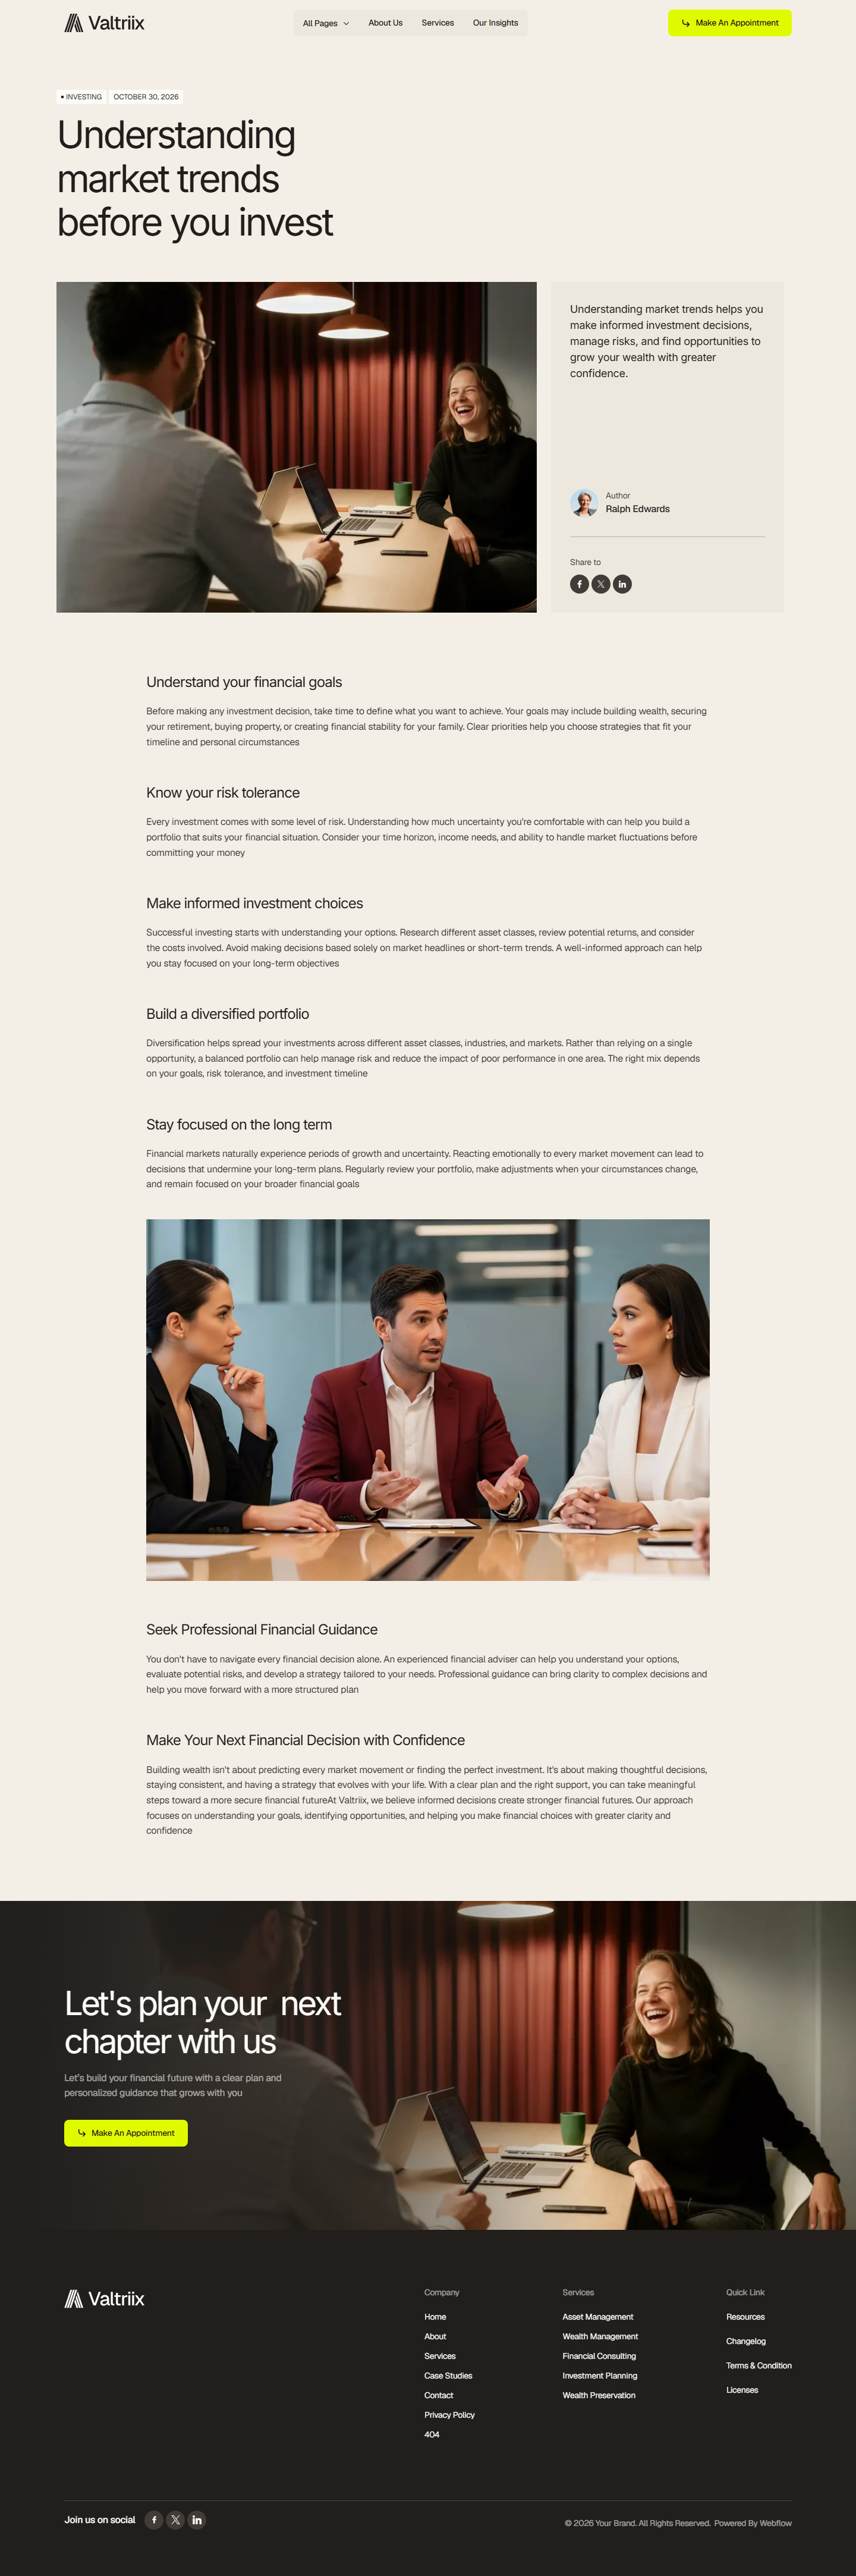 Valtriix
All Pages
About Us
Services
Our Insights
Make An Appointment
INVESTING
OCTOBER 30, 2026
Understanding
market trends
before you invest
Understanding market trends helps you
make informed investment decisions,
manage risks, and find opportunities to
grow your wealth with greater
confidence.
Author
Ralph Edwards
Share to
Understand your financial goals
Before making any investment decision, take time to define what you want to achieve. Your goals may include building wealth, securing
your retirement, buying property, or creating financial stability for your family. Clear priorities help you choose strategies that fit your
timeline and personal circumstances
Know your risk tolerance
Every investment comes with some level of risk. Understanding how much uncertainty you're comfortable with can help you build a
portfolio that suits your financial situation. Consider your time horizon, income needs, and ability to handle market fluctuations before
committing your money
Make informed investment choices
Successful investing starts with understanding your options. Research different asset classes, review potential returns, and consider
the costs involved. Avoid making decisions based solely on market headlines or short-term trends. A well-informed approach can help
you stay focused on your long-term objectives
Build a diversified portfolio
Diversification helps spread your investments across different asset classes, industries, and markets. Rather than relying on a single
opportunity, a balanced portfolio can help manage risk and reduce the impact of poor performance in one area. The right mix depends
on your goals, risk tolerance, and investment timeline
Stay focused on the long term
Financial markets naturally experience periods of growth and uncertainty. Reacting emotionally to every market movement can lead to
decisions that undermine your long-term plans. Regularly review your portfolio, make adjustments when your circumstances change,
and remain focused on your broader financial goals
Seek Professional Financial Guidance
You don't have to navigate every financial decision alone. An experienced financial adviser can help you understand your options,
evaluate potential risks, and develop a strategy tailored to your needs. Professional guidance can bring clarity to complex decisions and
help you move forward with a more structured plan
Make Your Next Financial Decision with Confidence
Building wealth isn't about predicting every market movement or finding the perfect investment. It's about making thoughtful decisions,
staying consistent, and having a strategy that evolves with your life. With a clear plan and the right support, you can take meaningful
steps toward a more secure financial futureAt Valtriix, we believe informed decisions create stronger financial futures. Our approach
focuses on understanding your goals, identifying opportunities, and helping you make financial choices with greater clarity and
confidence
Let's plan your next
chapter with us
Let's build your financial future with a clear plan and
personalized guidance that grows with you
Make An Appointment
Valtriix
Company
Home
About
Services
Case Studies
Contact
Privacy Policy
404
Services
Asset Management
Wealth Management
Financial Consulting
Investment Planning
Wealth Preservation
Quick Link
Resources
Changelog
Terms & Condition
Licenses
Join us on social
© 2026 Your Brand. All Rights Reserved. Powered By Webflow